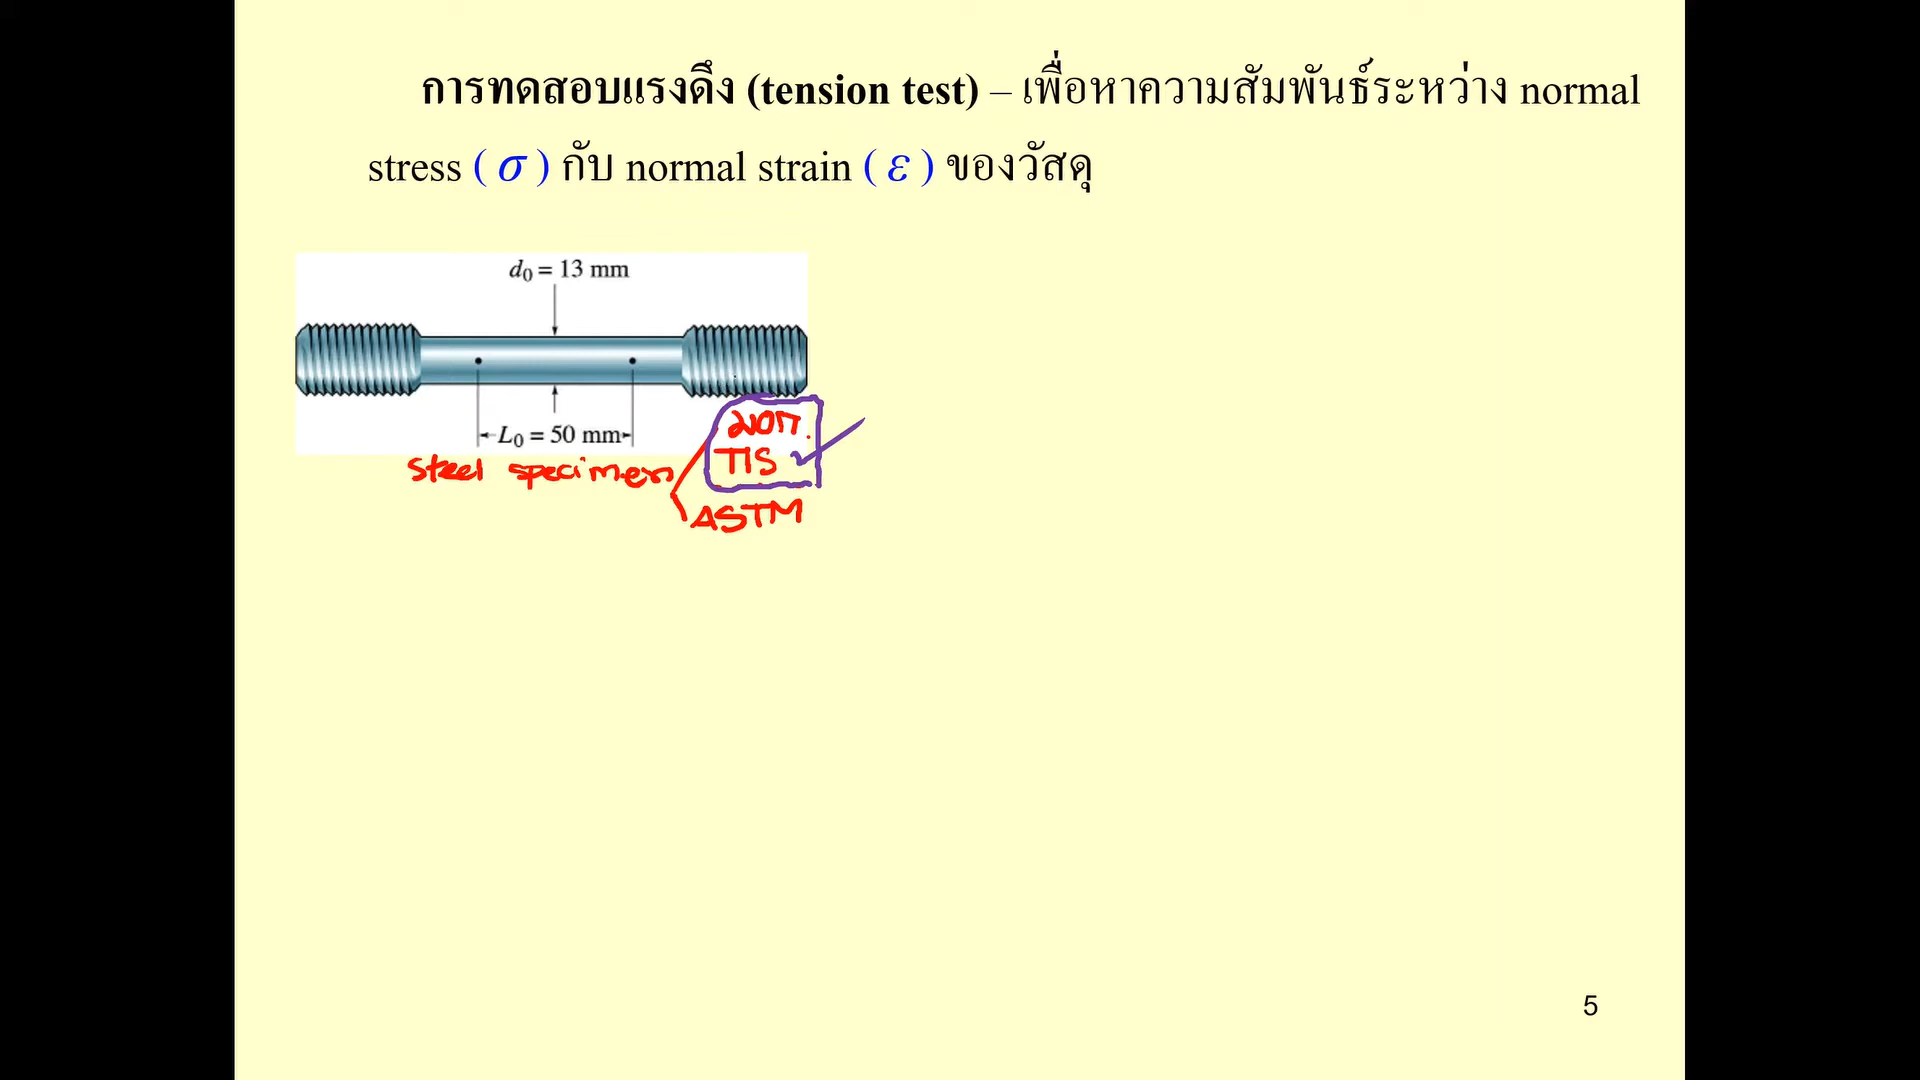 การทดสอบแรงดึง (tension test) – เพื่อหาความสัมพันธ์ระหว่าง normal
stress ( σ ) กับ normal strain ( ε ) ของวัสดุ
d0 = 13 mm
L0 = 50 mm
มอก.
TIS
steel specimen
ASTM
5